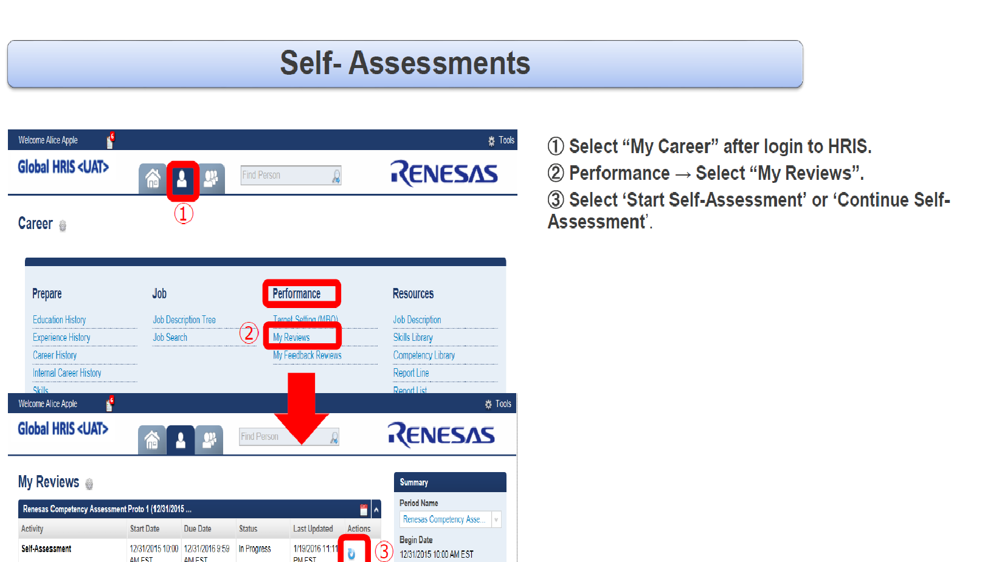 Self- Assessments
Welcome Alice Apple 6 Tools
Global HRIS <UAT> Find Person RENESAS
①
Career
Prepare Job Performance Resources
Education History Job Description Tree Target Setting (MBO) Job Description
② Experience History Job Search My Reviews Skills Library
Career History My Feedback Reviews Competency Library
Internal Career History Report Line
Skills Report List
Welcome Alice Apple 6 Tools
Global HRIS <UAT> Find Person RENESAS
My Reviews
Renesas Competency Assessment Proto 1 (12/31/2015 ...
Activity Start Date Due Date Status Last Updated Actions
Self-Assessment 12/31/2015 10:00 12/31/2016 9:59 In Progress 1/19/2016 11:11 ③
AM EST AM EST PM EST
Summary
Period Name
Renesas Competency Asse...
Begin Date
12/31/2015 10:00 AM EST
① Select “My Career” after login to HRIS.
② Performance → Select “My Reviews”.
③ Select ‘Start Self-Assessment’ or ‘Continue Self-
Assessment’.